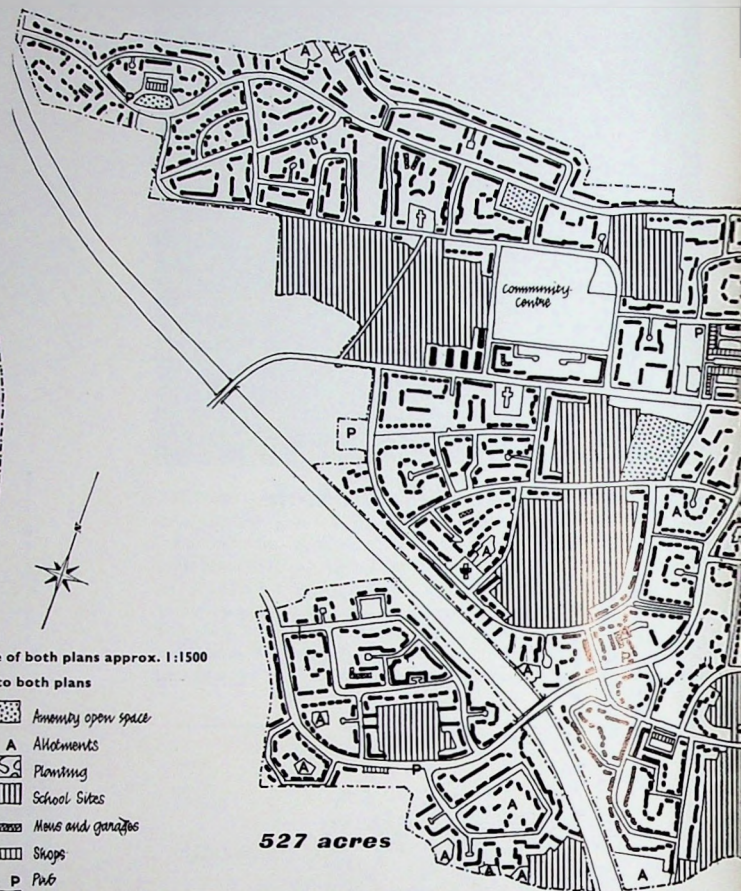 A
A
P
P
Community
Centre
P
P
A
A
N
e of both plans approx. 1:1500
to both plans
Amenity open space
A Allotments
Planting
School Sites
Mews and garages
Shops
P Pub
A
A
A
P
A
A
A
A
A
527 acres